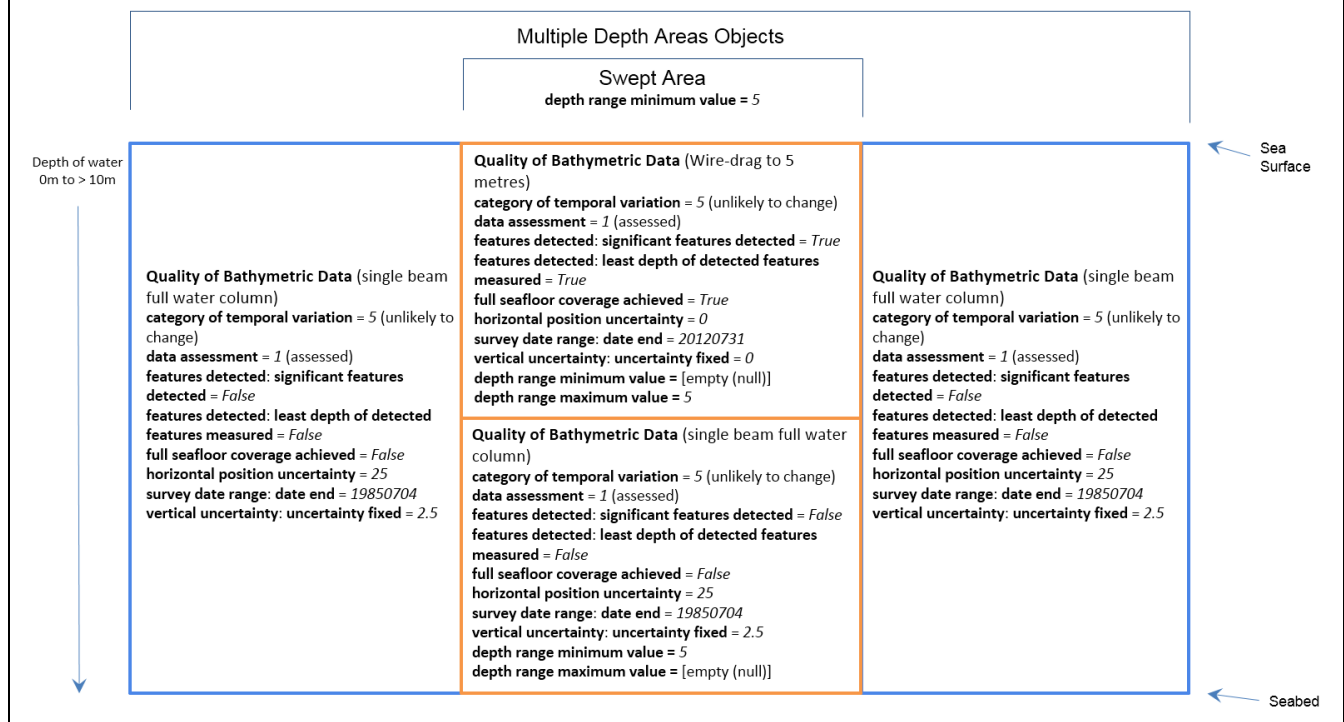 Multiple Depth Areas Objects
Swept Area
depth range minimum value = 5
Depth of water
0m to > 10m
Sea
Surface
Quality of Bathymetric Data (single beam
full water column)
category of temporal variation = 5 (unlikely to
change)
data assessment = 1 (assessed)
features detected: significant features
detected = False
features detected: least depth of detected
features measured = False
full seafloor coverage achieved = False
horizontal position uncertainty = 25
survey date range: date end = 19850704
vertical uncertainty: uncertainty fixed = 2.5
Quality of Bathymetric Data (Wire-drag to 5
metres)
category of temporal variation = 5 (unlikely to change)
data assessment = 1 (assessed)
features detected: significant features detected = True
features detected: least depth of detected features
measured = True
full seafloor coverage achieved = True
horizontal position uncertainty = 0
survey date range: date end = 20120731
vertical uncertainty: uncertainty fixed = 0
depth range minimum value = [empty (null)]
depth range maximum value = 5
Quality of Bathymetric Data (single beam full water
column)
category of temporal variation = 5 (unlikely to change)
data assessment = 1 (assessed)
features detected: significant features detected = False
features detected: least depth of detected features
measured = False
full seafloor coverage achieved = False
horizontal position uncertainty = 25
survey date range: date end = 19850704
vertical uncertainty: uncertainty fixed = 2.5
depth range minimum value = 5
depth range maximum value = [empty (null)]
Quality of Bathymetric Data (single beam
full water column)
category of temporal variation = 5 (unlikely to
change)
data assessment = 1 (assessed)
features detected: significant features
detected = False
features detected: least depth of detected
features measured = False
full seafloor coverage achieved = False
horizontal position uncertainty = 25
survey date range: date end = 19850704
vertical uncertainty: uncertainty fixed = 2.5
Seabed